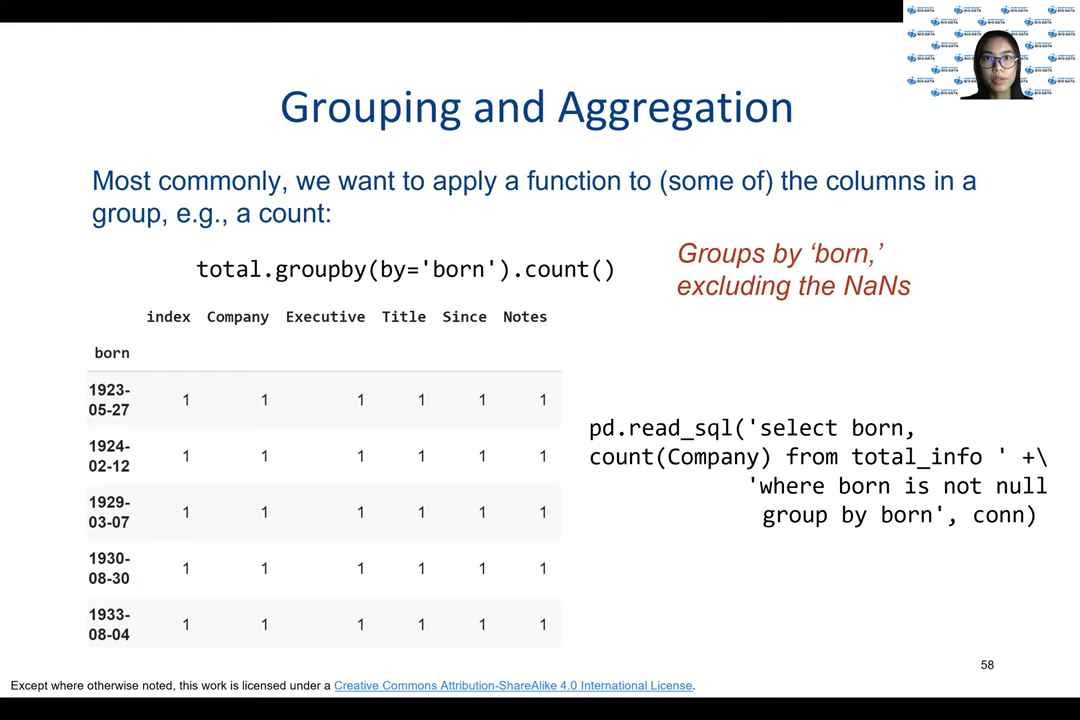 NORTHEAST BIG DATA
Grouping and Aggregation
Most commonly, we want to apply a function to (some of) the columns in a
group, e.g., a count:
total.groupby(by='born').count()
Groups by ‘born,’
excluding the NaNs
index Company Executive Title Since Notes
born
1923-
05-27 1 1 1 1 1 1
1924-
02-12 1 1 1 1 1 1
1929-
03-07 1 1 1 1 1 1
1930-
08-30 1 1 1 1 1 1
1933-
08-04 1 1 1 1 1 1
pd.read_sql('select born,
count(Company) from total_info ' +\
'where born is not null
group by born', conn)
58
Except where otherwise noted, this work is licensed under a Creative Commons Attribution-ShareAlike 4.0 International License.